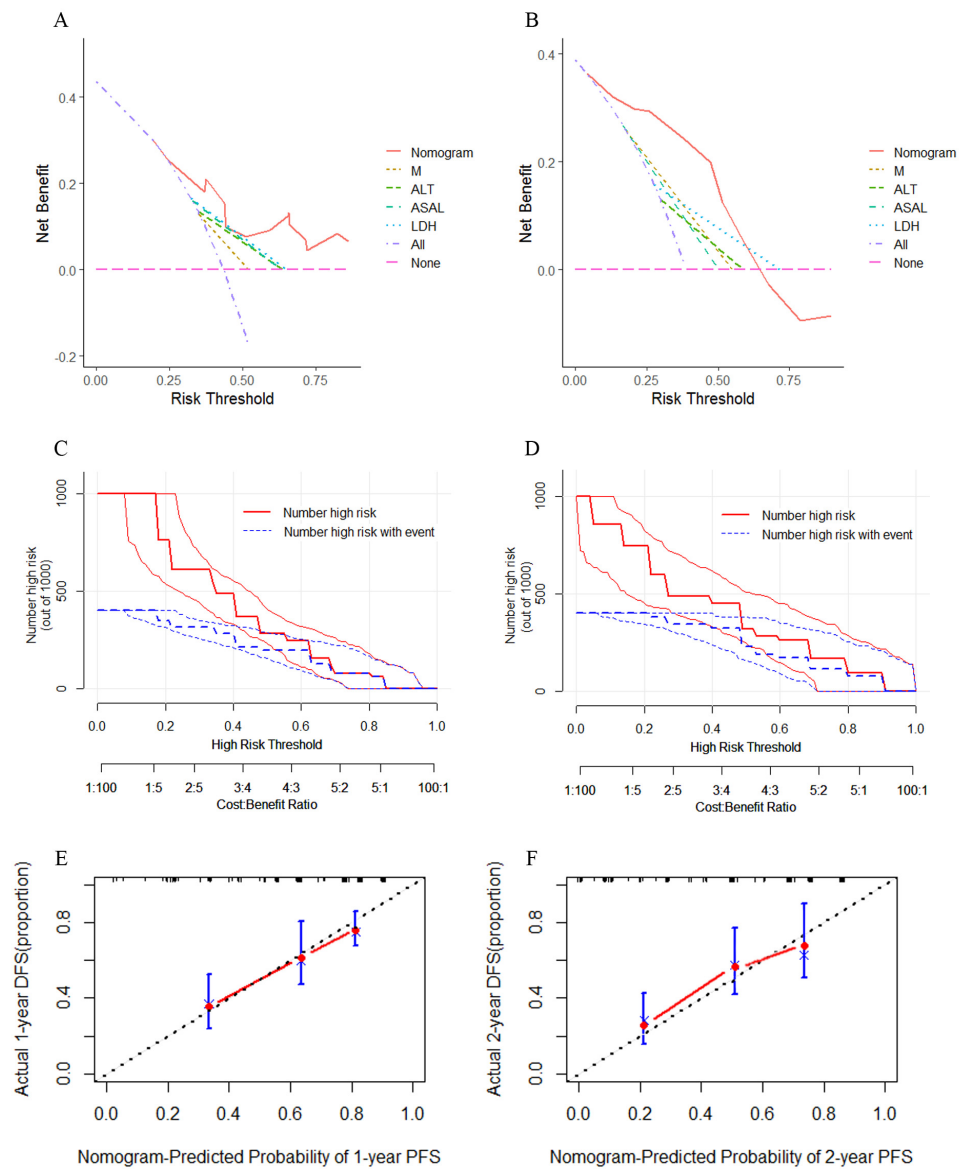 A
Net Benefit
0.4
0.2
0.0
-0.2
0.00
0.25
0.50
0.75
Risk Threshold
Nomogram
M
ALT
ASAL
LDH
All
None
B
Net Benefit
0.4
0.2
0.0
0.00
0.25
0.50
0.75
Risk Threshold
Nomogram
M
ALT
ASAL
LDH
All
None
C
Number high risk
(out of 1000)
1000
500
0
Number high risk
Number high risk with event
0.0
0.2
0.4
0.6
0.8
1.0
High Risk Threshold
1:100
1:5
2:5
3:4
4:3
5:2
5:1
100:1
Cost:Benefit Ratio
D
Number high risk
(out of 1000)
1000
500
0
Number high risk
Number high risk with event
0.0
0.2
0.4
0.6
0.8
1.0
High Risk Threshold
1:100
1:5
2:5
3:4
4:3
5:2
5:1
100:1
Cost:Benefit Ratio
E
Actual 1-year DFS(proportion)
0.8
0.4
0.0
0.0
0.2
0.4
0.6
0.8
1.0
Nomogram-Predicted Probability of 1-year PFS
F
Actual 2-year DFS(proportion)
0.8
0.4
0.0
0.0
0.2
0.4
0.6
0.8
1.0
Nomogram-Predicted Probability of 2-year PFS